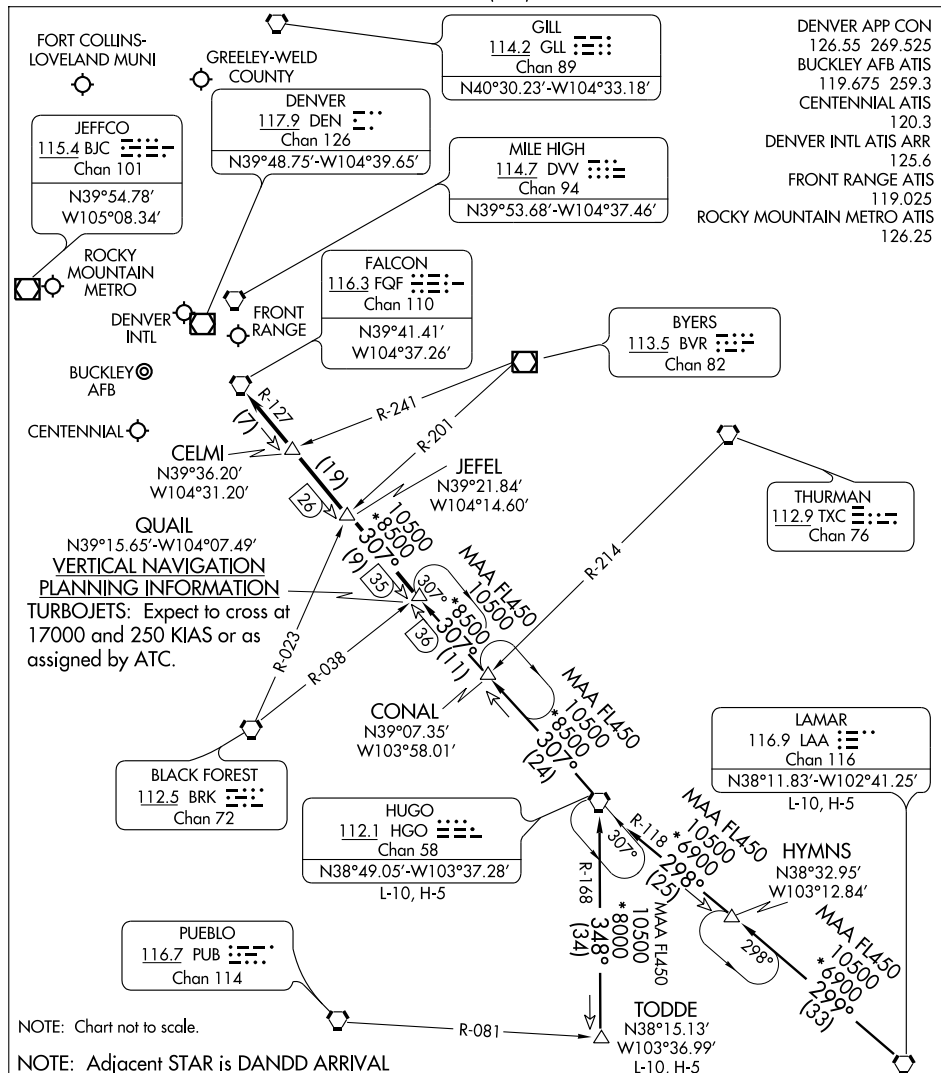 FORT COLLINS-
LOVELAND MUNI
GREELEY-WELD
COUNTY
GILL
114.2 GLL
Chan 89
N40°30.23'-W104°33.18'
DENVER APP CON
126.55 269.525
BUCKLEY AFB ATIS
119.675 259.3
CENTENNIAL ATIS
120.3
DENVER INTL ATIS ARR
125.6
FRONT RANGE ATIS
119.025
ROCKY MOUNTAIN METRO ATIS
126.25
DENVER
117.9 DEN
Chan 126
N39°48.75'-W104°39.65'
JEFFCO
115.4 BJC
Chan 101
N39°54.78'
W105°08.34'
MILE HIGH
114.7 DVV
Chan 94
N39°53.68'-W104°37.46'
ROCKY
MOUNTAIN
METRO
FALCON
116.3 FQF
Chan 110
N39°41.41'
W104°37.26'
DENVER
INTL
FRONT
RANGE
BYERS
113.5 BVR
Chan 82
BUCKLEY
AFB
CENTENNIAL
R-127
(7)
R-241
R-201
CELMI
N39°36.20'
W104°31.20'
(19)
26
JEFEL
N39°21.84'
W104°14.60'
THURMAN
112.9 TXC
Chan 76
QUAIL
N39°15.65'-W104°07.49'
VERTICAL NAVIGATION
PLANNING INFORMATION
TURBOJETS: Expect to cross at
17000 and 250 KIAS or as
assigned by ATC.
10500
*8500
307°
(9)
35
307°
36
MAA FL450
10500
*8500
307°
(11)
R-214
R-023
R-038
CONAL
N39°07.35'
W103°58.01'
MAA FL450
10500
*8500
307°
(24)
BLACK FOREST
112.5 BRK
Chan 72
LAMAR
116.9 LAA
Chan 116
N38°11.83'-W102°41.25'
L-10, H-5
HUGO
112.1 HGO
Chan 58
N38°49.05'-W103°37.28'
L-10, H-5
307°
R-118
MAA FL450
10500
*6900
298°
(25)
HYMNS
N38°32.95'
W103°12.84'
298°
R-168
MAA FL450
10500
*8000
348°
(34)
MAA FL450
10500
*6900
299°
(33)
PUEBLO
116.7 PUB
Chan 114
R-081
TODDE
N38°15.13'
W103°36.99'
L-10, H-5
NOTE: Chart not to scale.
NOTE: Adjacent STAR is DANDD ARRIVAL